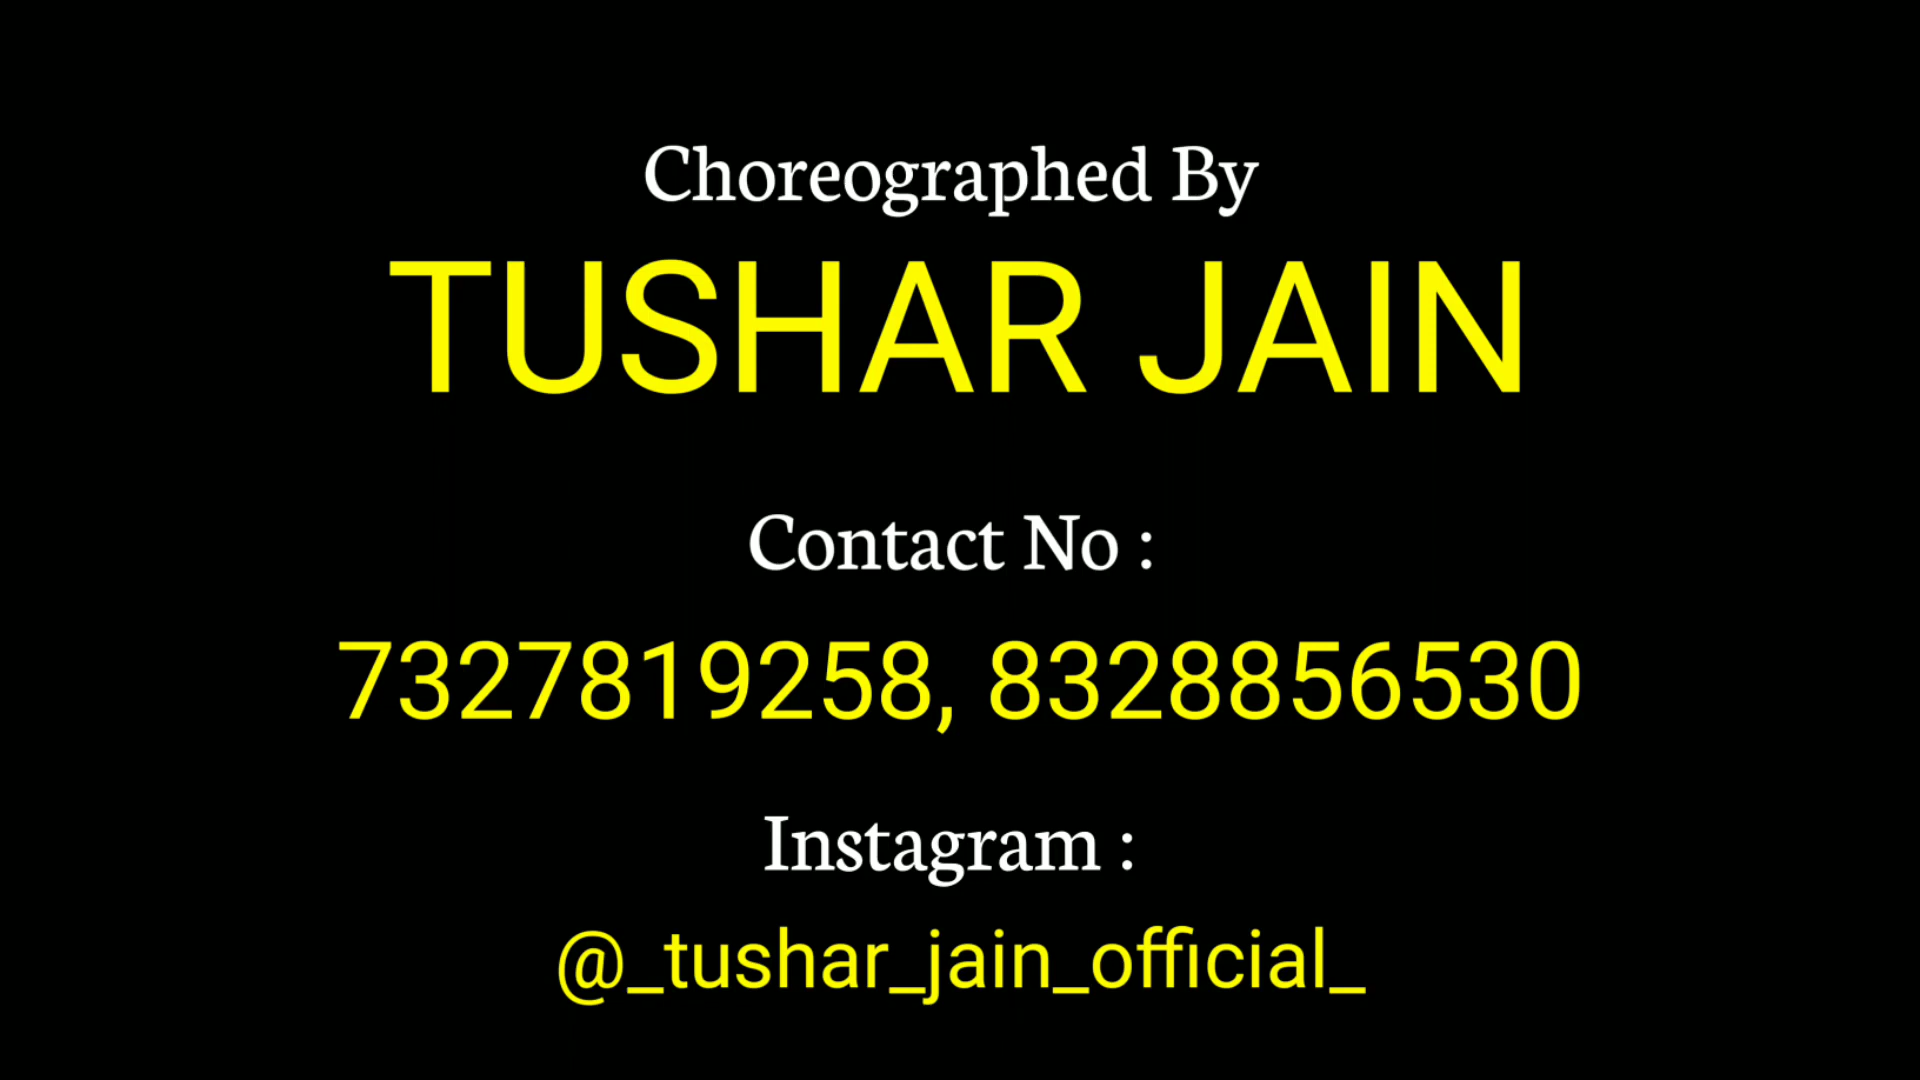 Choreographed By
TUSHAR JAIN
Contact No :
7327819258, 8328856530
Instagram :
@_tushar_jain_official_